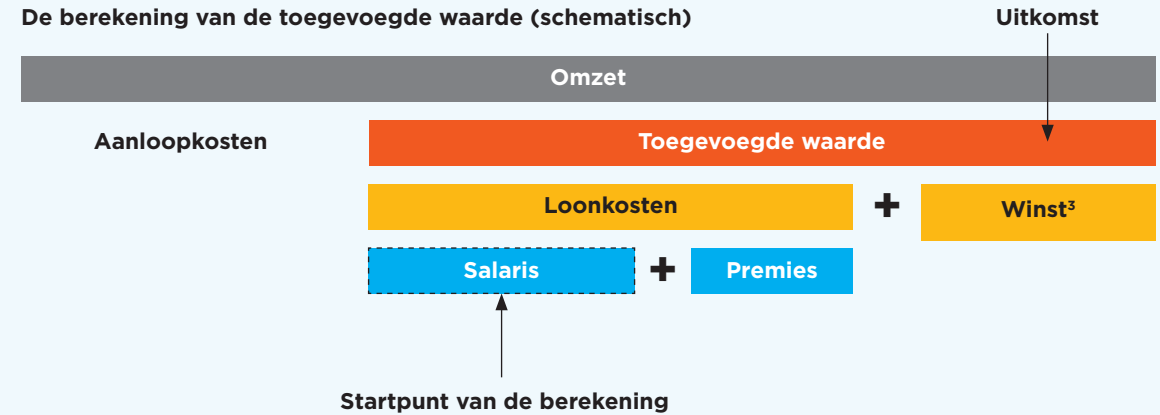 De berekening van de toegevoegde waarde (schematisch) Uitkomst
Omzet
Aanloopkosten Toegevoegde waarde
Loonkosten + Winst³
Salaris + Premies
Startpunt van de berekening